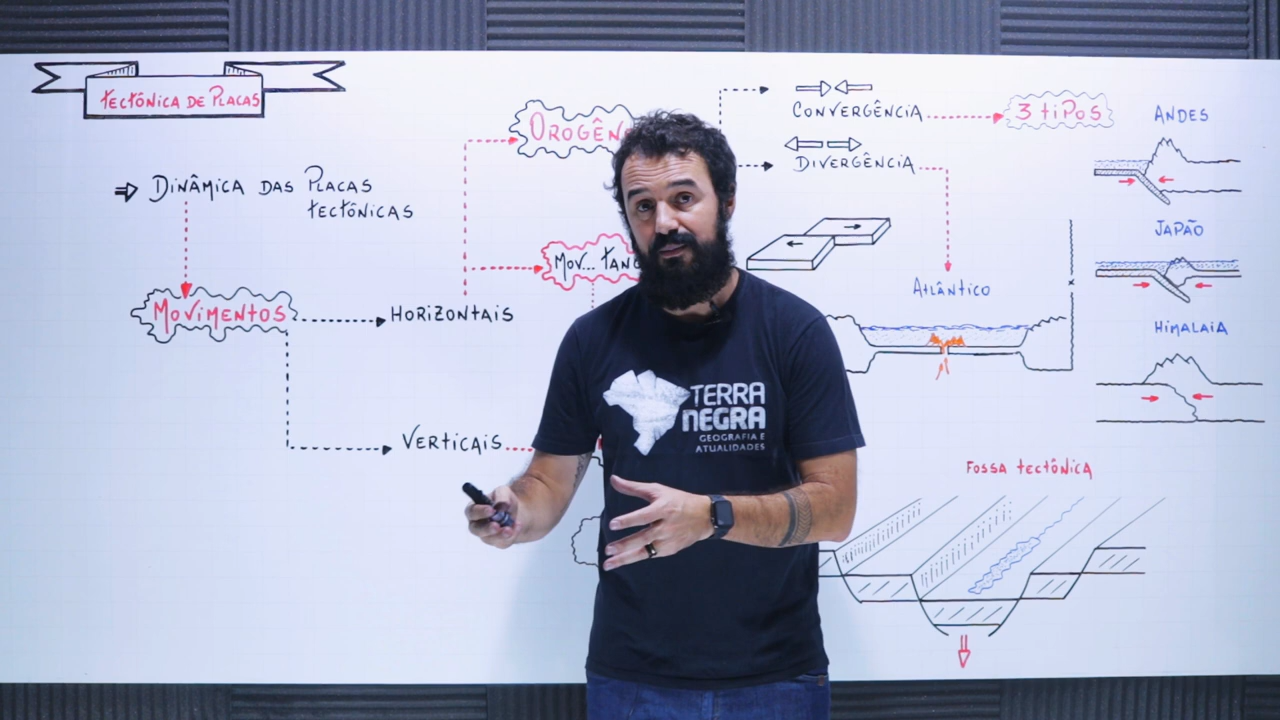 TECTÔNICA DE PLACAS
DINÂMICA DAS PLACAS
TECTÔNICAS
MOVIMENTOS
HORIZONTAIS
VERTICAIS
CONVERGÊNCIA
3 TIPOS
DIVERGÊNCIA
ATLÂNTICO
ANDES
JAPÃO
HIMALAIA
FOSSA TECTÔNICA
TERRA
NEGRA
GEOGRAFIA E
ATUALIDADES